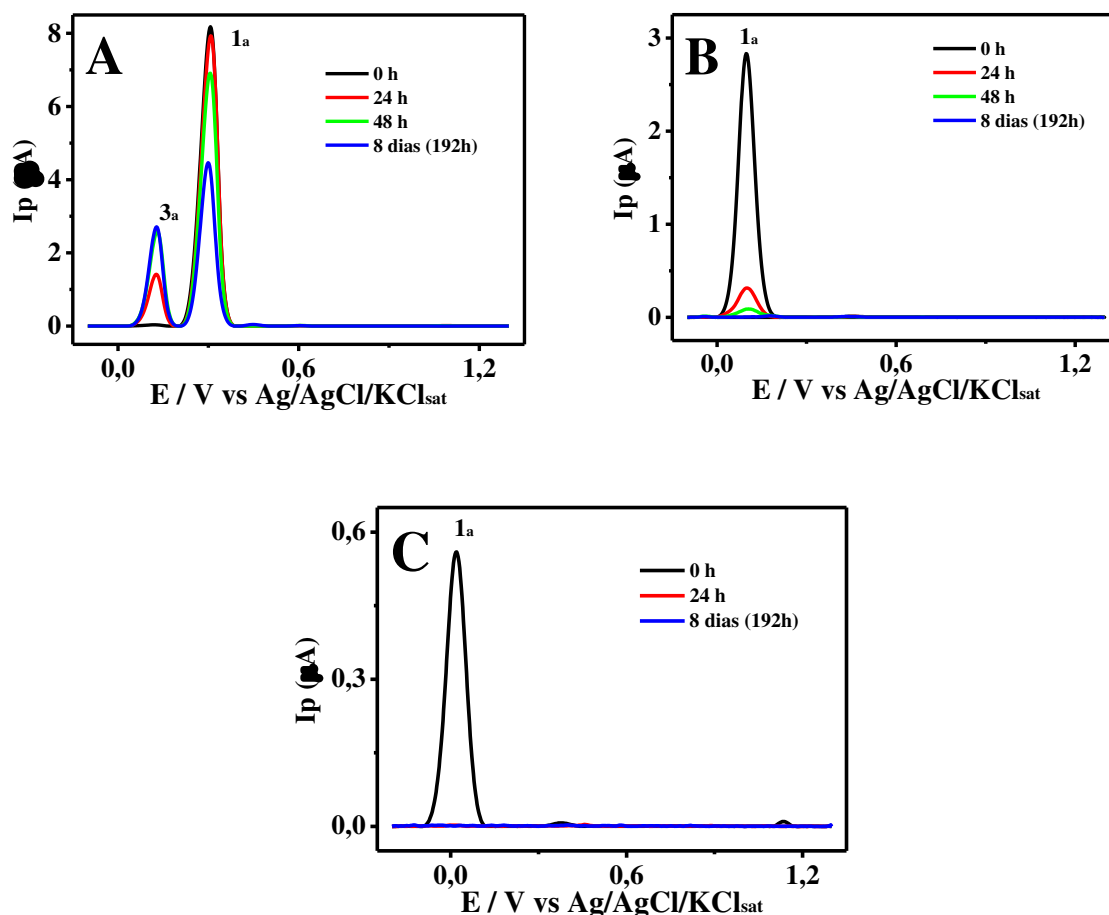 A
1a
0 h
24 h
48 h
8 dias (192h)
3a
8
6
4
2
0
Ip (A)
0,0
0,6
1,2
E / V vs Ag/AgCl/KClsat
B
1a
0 h
24 h
48 h
8 dias (192h)
3
2
1
0
Ip (µA)
0,0
0,6
1,2
E / V vs Ag/AgCl/KClsat
C
1a
0 h
24 h
8 dias (192h)
0,6
0,3
0,0
Ip (µA)
0,0
0,6
1,2
E / V vs Ag/AgCl/KClsat